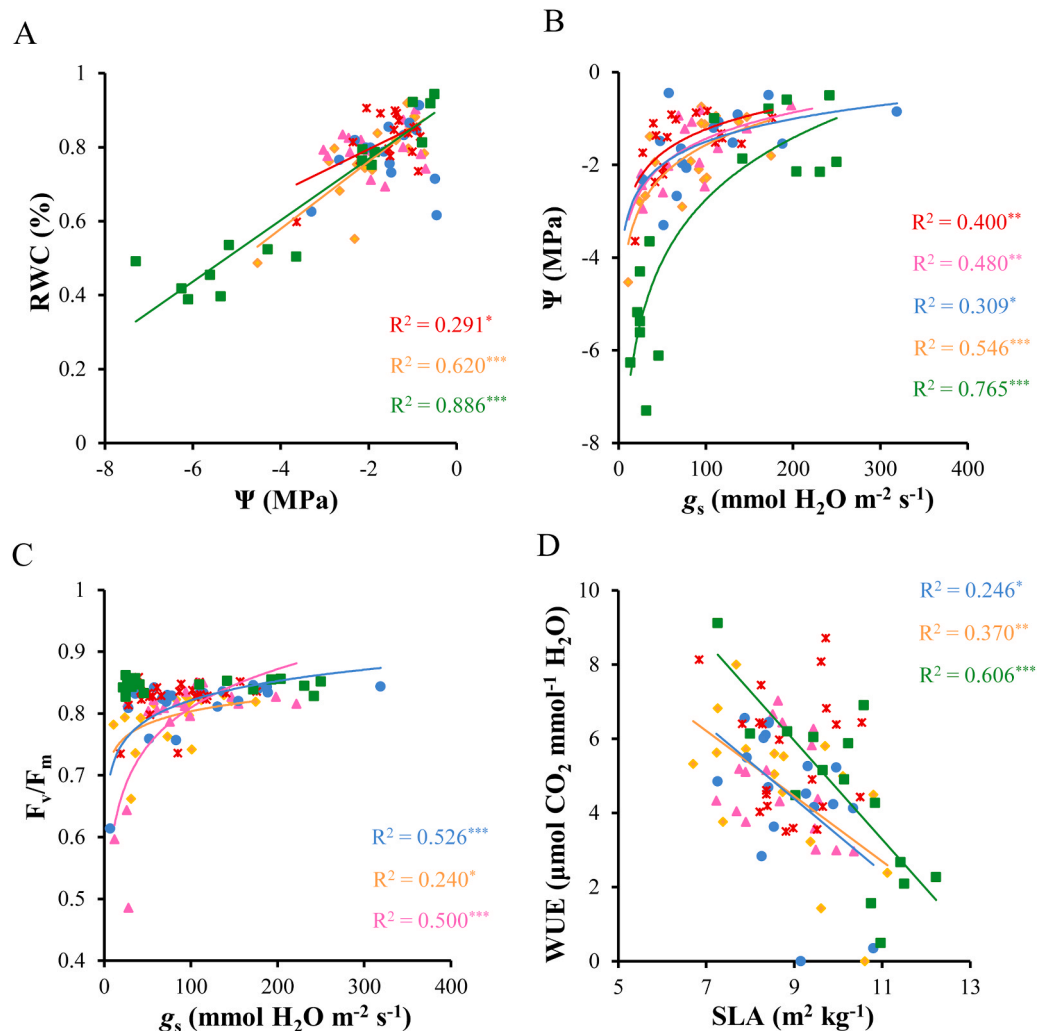 A
1
0.8
0.6
0.4
0.2
0
-8
-6
-4
-2
0
RWC (%)
Ψ (MPa)
R² = 0.291*
R² = 0.620***
R² = 0.886***
B
0
-2
-4
-6
-8
0
100
200
300
400
Ψ (MPa)
gₛ (mmol H₂O m⁻² s⁻¹)
R² = 0.400**
R² = 0.480**
R² = 0.309*
R² = 0.546***
R² = 0.765***
C
1
0.9
0.8
0.7
0.6
0.5
0.4
0
100
200
300
400
Fᵥ/Fₘ
gₛ (mmol H₂O m⁻² s⁻¹)
R² = 0.526***
R² = 0.240*
R² = 0.500***
D
10
8
6
4
2
0
5
7
9
11
13
WUE (µmol CO₂ mmol⁻¹ H₂O)
SLA (m² kg⁻¹)
R² = 0.246*
R² = 0.370**
R² = 0.606***